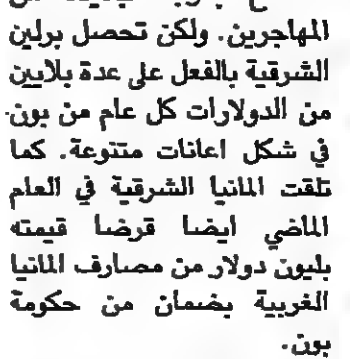 المهاجرين. ولكن تحصل برلين
الشرقية بالفعل على عدة بلايين
من الدولارات كل عام من بون
في شكل اعانات متنوعة. كما
تلقت المانيا الشرقية في العام
الماضي ايضا قرضا قيمته
بليون دولار من مصارف المانيا
الغربية بضمان من حكومة
بون.